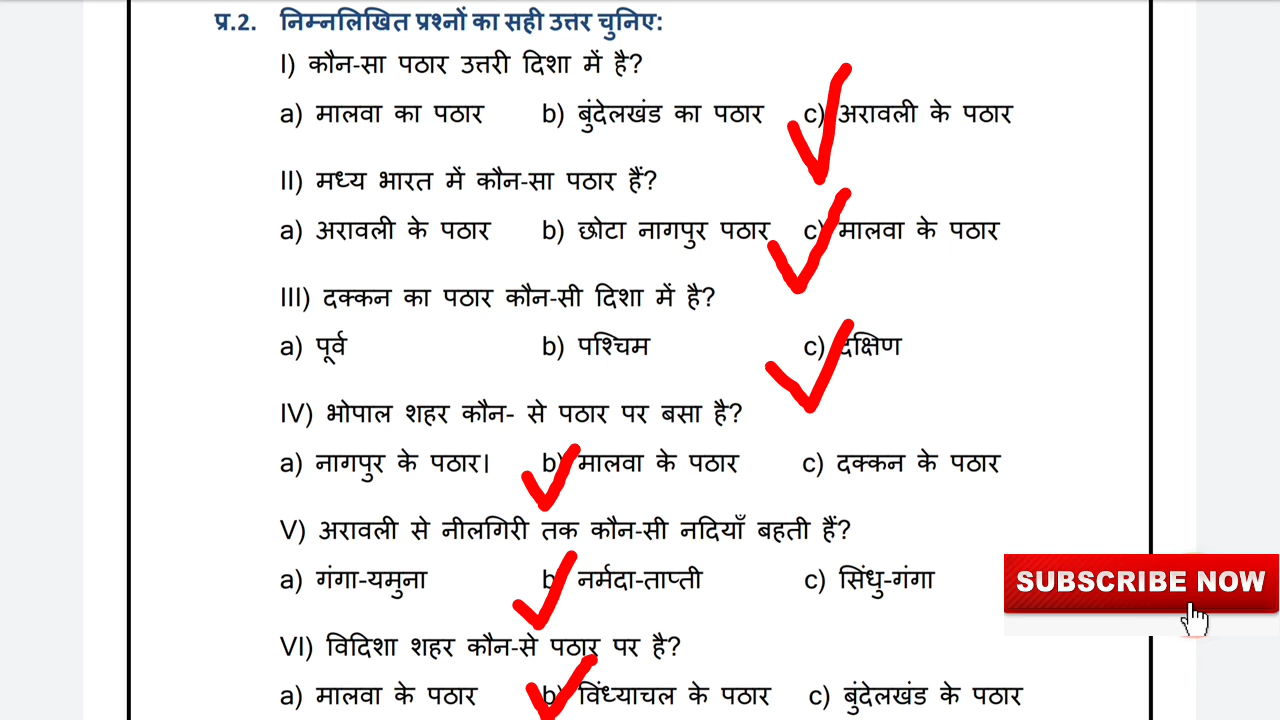 प्र.2. निम्नलिखित प्रश्नों का सही उत्तर चुनिए:
I) कौन-सा पठार उत्तरी दिशा में है?
a) मालवा का पठार b) बुंदेलखंड का पठार c) अरावली के पठार
II) मध्य भारत में कौन-सा पठार हैं?
a) अरावली के पठार b) छोटा नागपुर पठार c) मालवा के पठार
III) दक्कन का पठार कौन-सी दिशा में है?
a) पूर्व b) पश्चिम c) दक्षिण
IV) भोपाल शहर कौन- से पठार पर बसा है?
a) नागपुर के पठार। b) मालवा के पठार c) दक्कन के पठार
V) अरावली से नीलगिरी तक कौन-सी नदियाँ बहती हैं?
a) गंगा-यमुना b) नर्मदा-ताप्ती c) सिंधु-गंगा
SUBSCRIBE NOW
VI) विदिशा शहर कौन-से पठार पर है?
a) मालवा के पठार b) विंध्याचल के पठार c) बुंदेलखंड के पठार